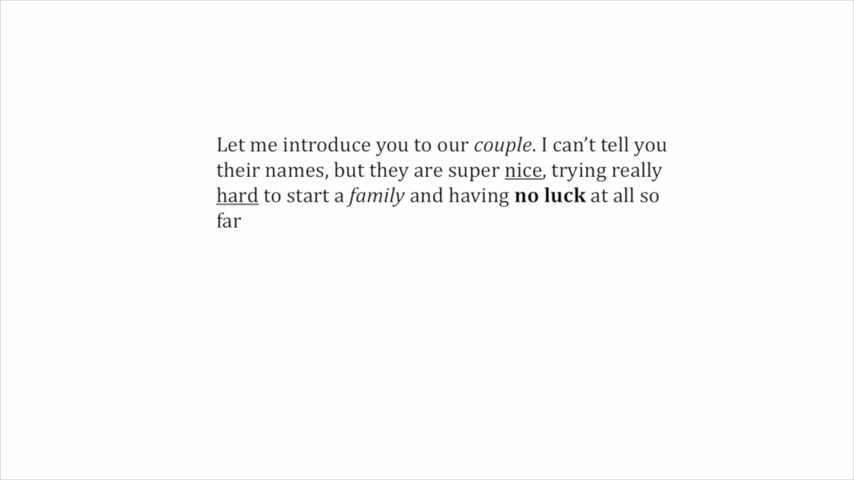 Let me introduce you to our couple. I can’t tell you
their names, but they are super nice, trying really
hard to start a family and having no luck at all so
far